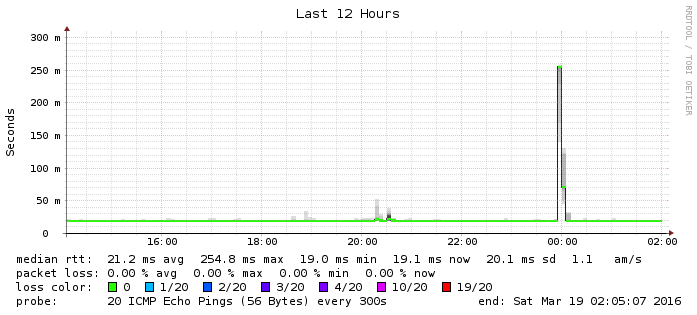 Last 12 Hours
RRDTOOL / TOBI OETIKER
Seconds
300 m
250 m
200 m
150 m
100 m
50 m
0
16:00 18:00 20:00 22:00 00:00 02:00
median rtt: 21.2 ms avg 254.8 ms max 19.0 ms min 19.1 ms now 20.1 ms sd 1.1 am/s
packet loss: 0.00 % avg 0.00 % max 0.00 % min 0.00 % now
loss color: 0 1/20 2/20 3/20 4/20 10/20 19/20
probe: 20 ICMP Echo Pings (56 Bytes) every 300s end: Sat Mar 19 02:05:07 2016